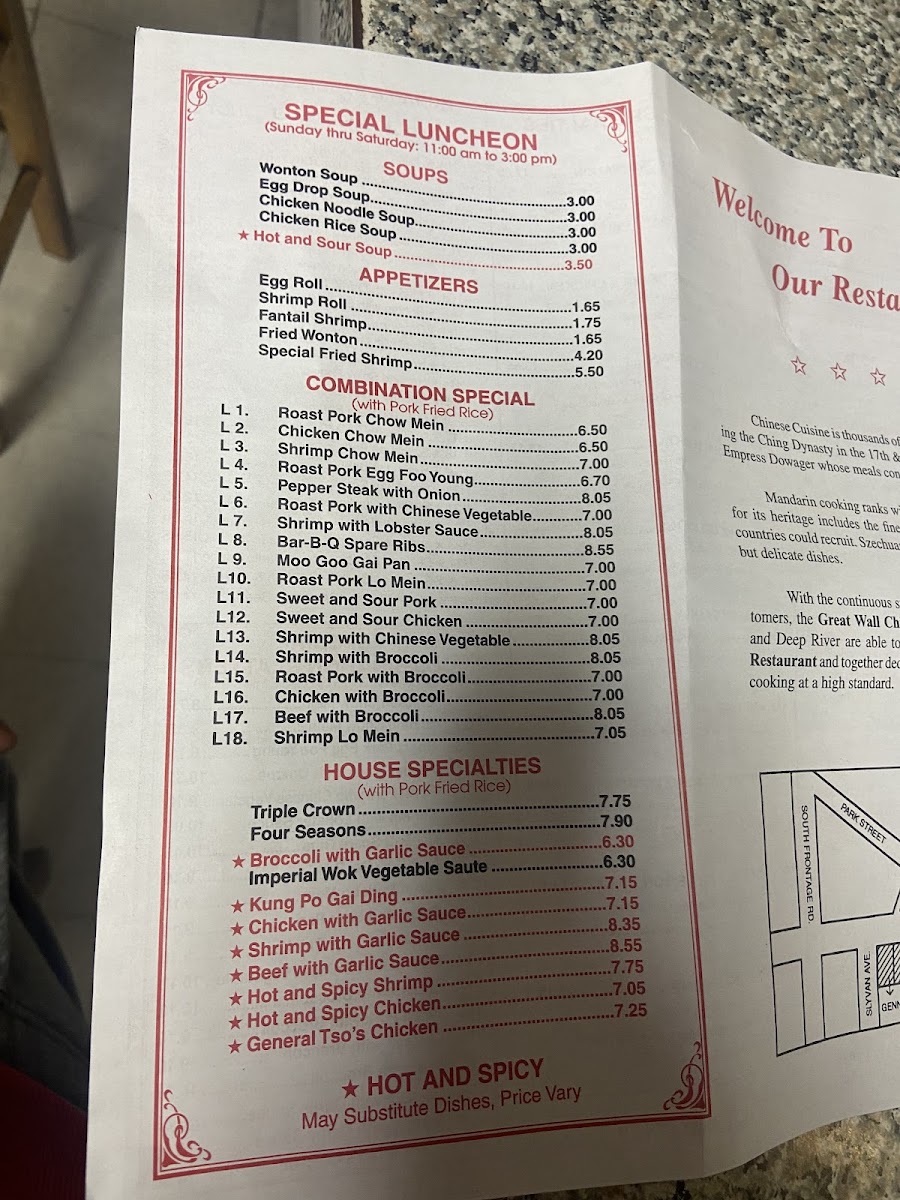 SPECIAL LUNCHEON
(Sunday thru Saturday: 11:00 am to 3:00 pm)
SOUPS
Wonton Soup ........ 3.00
Egg Drop Soup ........ 3.00
Chicken Noodle Soup ........ 3.00
Chicken Rice Soup ........ 3.00
★ Hot and Sour Soup ........ 3.50
APPETIZERS
Egg Roll ........ 1.65
Shrimp Roll ........ 1.75
Fantail Shrimp ........ 1.65
Fried Wonton ........ 4.20
Special Fried Shrimp ........ 5.50
COMBINATION SPECIAL
(with Pork Fried Rice)
L 1. Roast Pork Chow Mein ........ 6.50
L 2. Chicken Chow Mein ........ 6.50
L 3. Shrimp Chow Mein ........ 7.00
L 4. Roast Pork Egg Foo Young ........ 6.70
L 5. Pepper Steak with Onion ........ 8.05
L 6. Roast Pork with Chinese Vegetable ........ 7.00
L 7. Shrimp with Lobster Sauce ........ 8.05
L 8. Bar-B-Q Spare Ribs ........ 8.55
L 9. Moo Goo Gai Pan ........ 7.00
L10. Roast Pork Lo Mein ........ 7.00
L11. Sweet and Sour Pork ........ 7.00
L12. Sweet and Sour Chicken ........ 7.00
L13. Shrimp with Chinese Vegetable ........ 8.05
L14. Shrimp with Broccoli ........ 8.05
L15. Roast Pork with Broccoli ........ 7.00
L16. Chicken with Broccoli ........ 7.00
L17. Beef with Broccoli ........ 8.05
L18. Shrimp Lo Mein ........ 7.05
HOUSE SPECIALTIES
(with Pork Fried Rice)
Triple Crown ........ 7.75
Four Seasons ........ 7.90
★ Broccoli with Garlic Sauce ........ 6.30
Imperial Wok Vegetable Saute ........ 6.30
★ Kung Po Gai Ding ........ 7.15
★ Chicken with Garlic Sauce ........ 7.15
★ Shrimp with Garlic Sauce ........ 8.35
★ Beef with Garlic Sauce ........ 8.55
★ Hot and Spicy Shrimp ........ 7.75
★ Hot and Spicy Chicken ........ 7.05
★ General Tso's Chicken ........ 7.25
★ HOT AND SPICY
May Substitute Dishes, Price Vary
Welcome To
Our Resta
☆ ☆ ☆
Chinese Cuisine is thousands of
ing the Ching Dynasty in the 17th &
Empress Dowager whose meals con
Mandarin cooking ranks wi
for its heritage includes the fine
countries could recruit. Szechua
but delicate dishes.
With the continuous s
tomers, the Great Wall Ch
and Deep River are able to
Restaurant and together dec
cooking at a high standard.
PARK STREET
SOUTH FRONTAGE RD.
SLYVAN AVE.
GENN